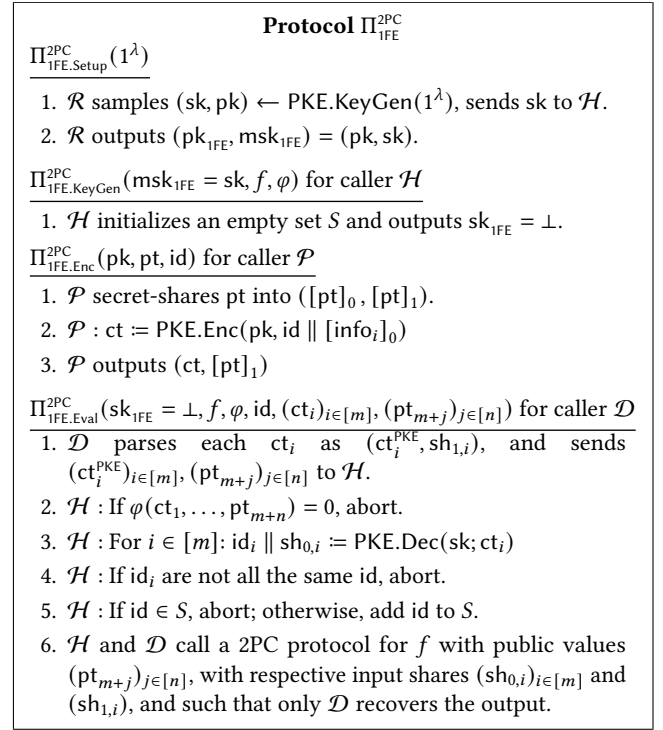 Protocol Π^{2PC}_{1FE}
Π^{2PC}_{1FE.Setup}(1^λ)
1. ℛ samples (sk, pk) ← PKE.KeyGen(1^λ), sends sk to ℋ.
2. ℛ outputs (pk_{1FE}, msk_{1FE}) = (pk, sk).
Π^{2PC}_{1FE.KeyGen}(msk_{1FE} = sk, f, φ) for caller ℋ
1. ℋ initializes an empty set S and outputs sk_{1FE} = ⊥.
Π^{2PC}_{1FE.Enc}(pk, pt, id) for caller 𝒫
1. 𝒫 secret-shares pt into ([pt]_0, [pt]_1).
2. 𝒫 : ct ≔ PKE.Enc(pk, id || [info_i]_0)
3. 𝒫 outputs (ct, [pt]_1)
Π^{2PC}_{1FE.Eval}(sk_{1FE} = ⊥, f, φ, id, (ct_i)_{i∈[m]}, (pt_{m+j})_{j∈[n]}) for caller 𝒟
1. 𝒟 parses each ct_i as (ct_i^{PKE}, sh_{1,i}), and sends
(ct_i^{PKE})_{i∈[m]}, (pt_{m+j})_{j∈[n]} to ℋ.
2. ℋ : If φ(ct_1, . . . , pt_{m+n}) = 0, abort.
3. ℋ : For i ∈ [m]: id_i || sh_{0,i} ≔ PKE.Dec(sk; ct_i)
4. ℋ : If id_i are not all the same id, abort.
5. ℋ : If id ∈ S, abort; otherwise, add id to S.
6. ℋ and 𝒟 call a 2PC protocol for f with public values
(pt_{m+j})_{j∈[n]}, with respective input shares (sh_{0,i})_{i∈[m]} and
(sh_{1,i}), and such that only 𝒟 recovers the output.